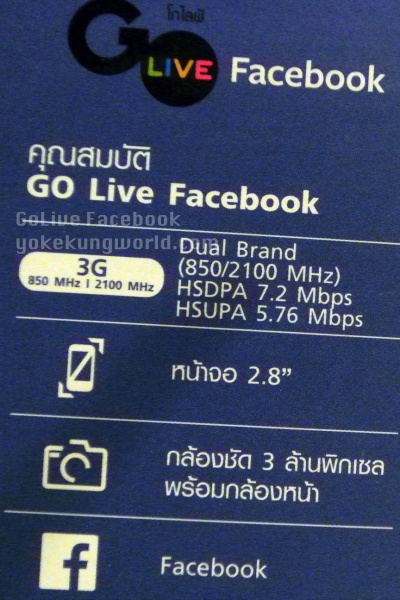 โกไลฟ์
GO LIVE Facebook
คุณสมบัติ
GO Live Facebook
GoLive Facebook
yokekungworld.com
3G
850 MHz | 2100 MHz
Dual Brand
(850/2100 MHz)
HSDPA 7.2 Mbps
HSUPA 5.76 Mbps
หน้าจอ 2.8”
กล้องชัด 3 ล้านพิกเซล
พร้อมกล้องหน้า
Facebook